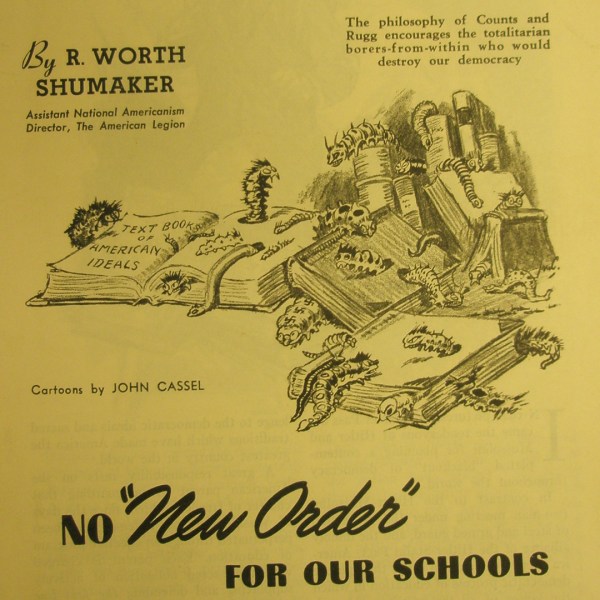 By R. WORTH
SHUMAKER
Assistant National Americanism
Director, The American Legion
The philosophy of Counts and
Rugg encourages the totalitarian
borers-from-within who would
destroy our democracy
TEXT BOOK
OF
AMERICAN
IDEALS
Cartoons by JOHN CASSEL
NO "New Order"
FOR OUR SCHOOLS